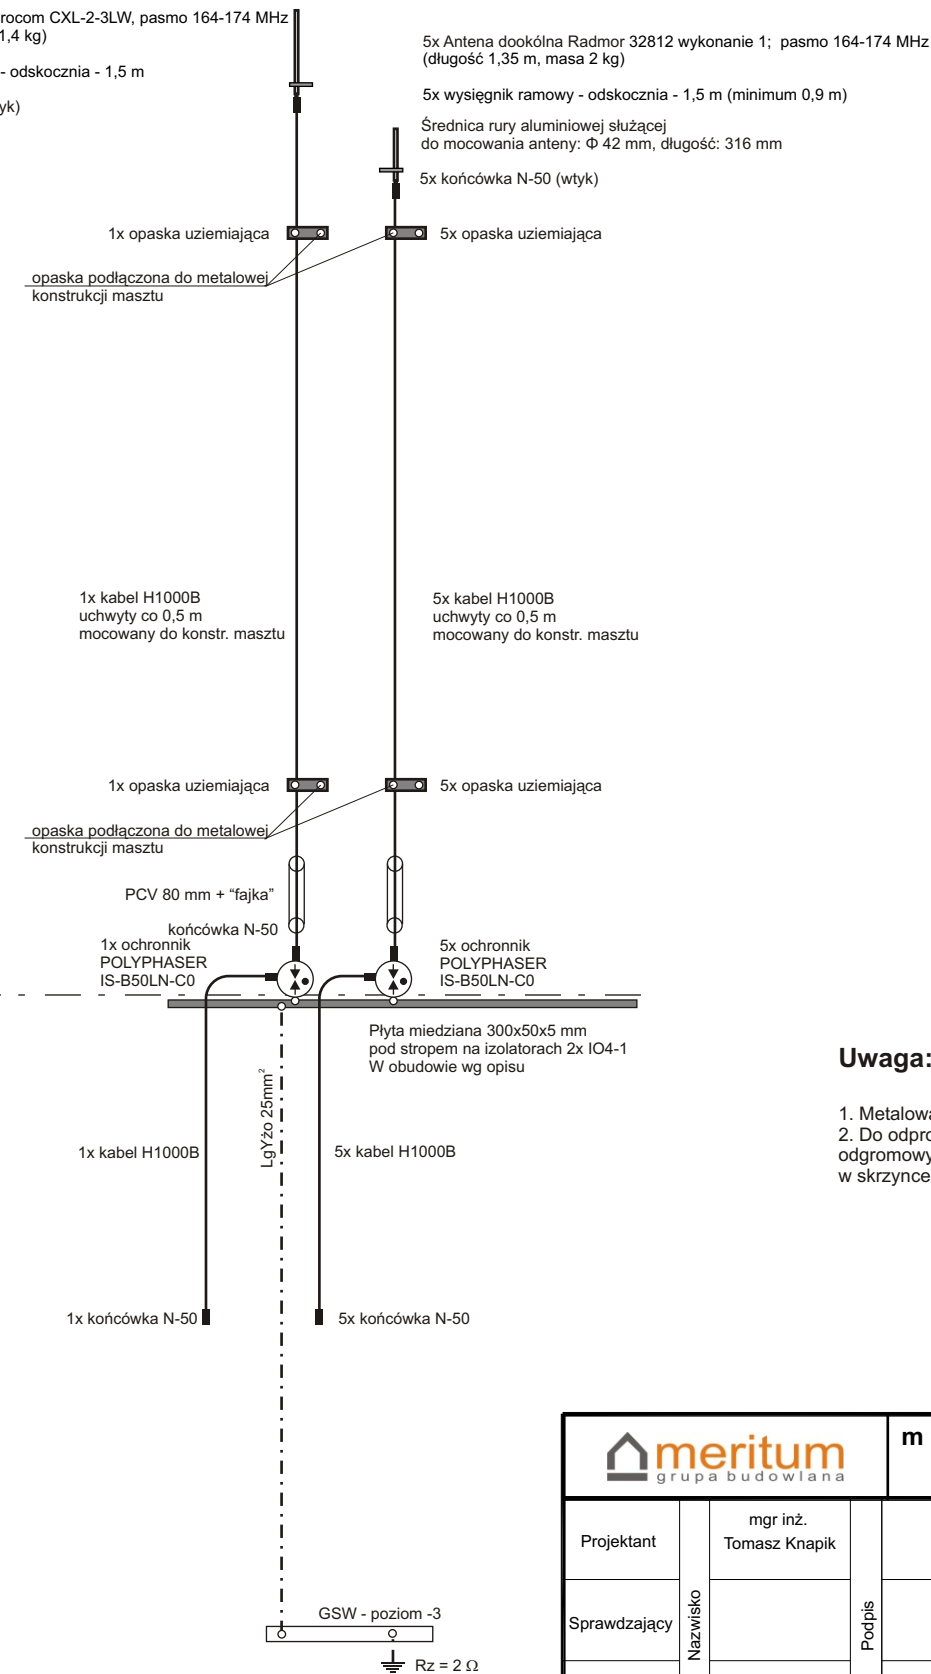 rocom CXL-2-3LW, pasmo 164-174 MHz
1,4 kg)
- odskocznia - 1,5 m
yk)
5x Antena dookólna Radmor 32812 wykonanie 1; pasmo 164-174 MHz
(długość 1,35 m, masa 2 kg)
5x wysięgnik ramowy - odskocznia - 1,5 m (minimum 0,9 m)
Średnica rury aluminiowej służącej
do mocowania anteny: Φ 42 mm, długość: 316 mm
5x końcówka N-50 (wtyk)
1x opaska uziemiająca
5x opaska uziemiająca
opaska podłączona do metalowej
konstrukcji masztu
1x kabel H1000B
uchwyty co 0,5 m
mocowany do konstr. masztu
5x kabel H1000B
uchwyty co 0,5 m
mocowany do konstr. masztu
1x opaska uziemiająca
5x opaska uziemiająca
opaska podłączona do metalowej
konstrukcji masztu
PCV 80 mm + “fajka”
końcówka N-50
1x ochronnik
POLYPHASER
IS-B50LN-C0
5x ochronnik
POLYPHASER
IS-B50LN-C0
Płyta miedziana 300x50x5 mm
pod stropem na izolatorach 2x IO4-1
W obudowie wg opisu
LgYżo 25mm²
1x kabel H1000B
5x kabel H1000B
Uwaga:
1. Metalowa
2. Do odpro
odgromowy
w skrzynce
1x końcówka N-50
5x końcówka N-50
GSW - poziom -3
Rz = 2 Ω
meritum
grupa budowlana
m
Projektant
mgr inż.
Tomasz Knapik
Sprawdzający
Nazwisko
Podpis